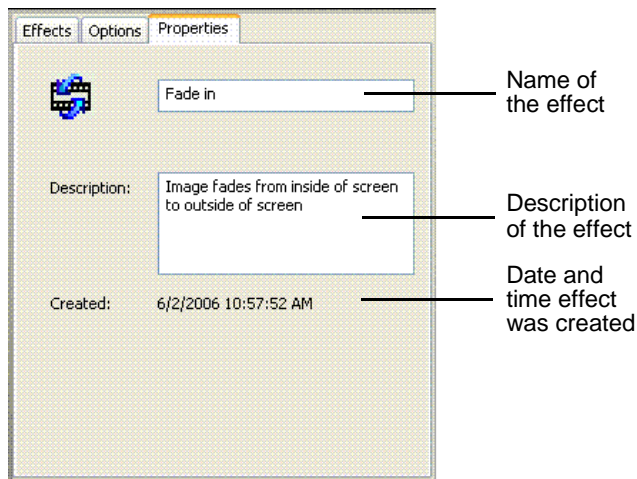 Effects Options Properties
Fade in
Name of
the effect
Description:
Image fades from inside of screen
to outside of screen
Description
of the effect
Created:
6/2/2006 10:57:52 AM
Date and
time effect
was created